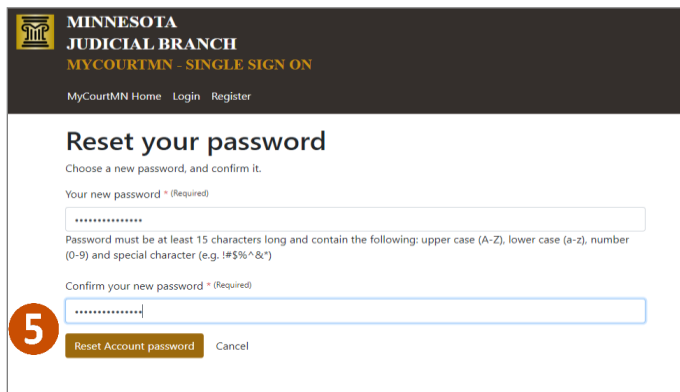 MINNESOTA
JUDICIAL BRANCH
MYCOURTMN - SINGLE SIGN ON
MyCourtMN Home Login Register
Reset your password
Choose a new password, and confirm it.
Your new password * (Required)
•••••••••••••••
Password must be at least 15 characters long and contain the following: upper case (A-Z), lower case (a-z), number
(0-9) and special character (e.g. !#$%^&*)
Confirm your new password * (Required)
•••••••••••••••
5
Reset Account password Cancel